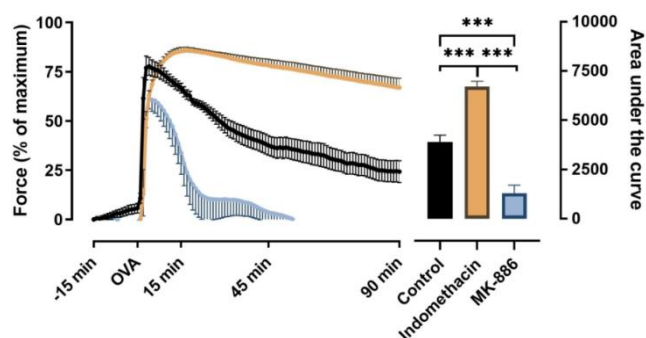 Force (% of maximum)
100
75
50
25
0
-15 min
OVA
15 min
45 min
90 min
***
*** ***
10000
7500
5000
2500
0
Area under
the curve
Control
Indomethacin
MK-886